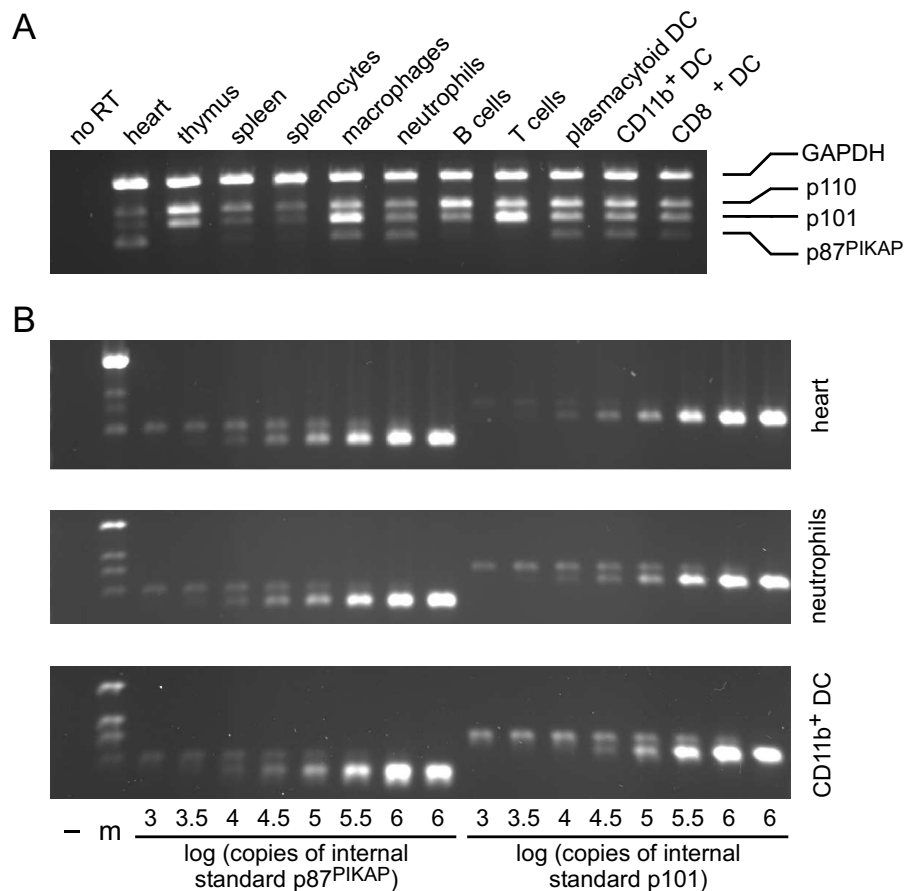 A
no RT
heart
thymus
spleen
splenocytes
macrophages
neutrophils
B cells
T cells
plasmacytoid DC
CD11b+ DC
CD8 + DC
GAPDH
p110
p101
p87PIKAP
B
heart
neutrophils
CD11b+ DC
– m 3 3.5 4 4.5 5 5.5 6 6 3 3.5 4 4.5 5 5.5 6 6
log (copies of internal
standard p87PIKAP)
log (copies of internal
standard p101)